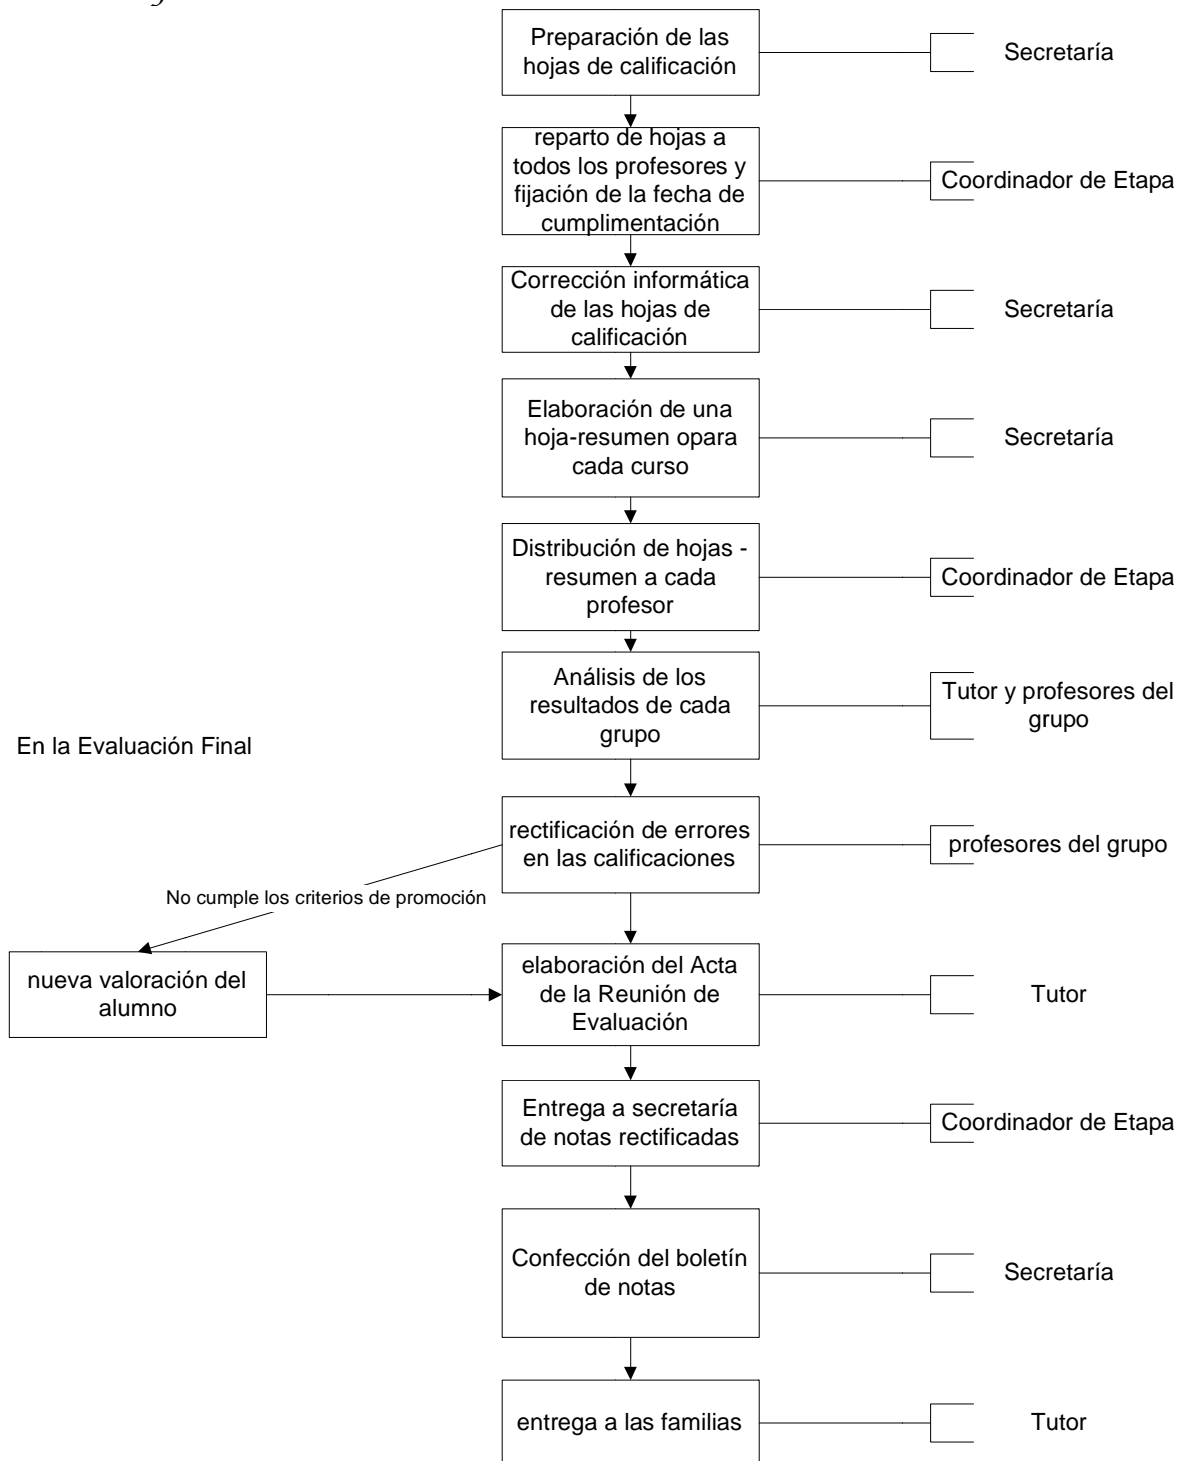 Preparación de las
hojas de calificación
Secretaría
reparto de hojas a
todos los profesores y
fijación de la fecha de
cumplimentación
Coordinador de Etapa
Corrección informática
de las hojas de
calificación
Secretaría
Elaboración de una
hoja-resumen opara
cada curso
Secretaría
Distribución de hojas -
resumen a cada
profesor
Coordinador de Etapa
Análisis de los
resultados de cada
grupo
Tutor y profesores del
grupo
En la Evaluación Final
rectificación de errores
en las calificaciones
profesores del grupo
No cumple los criterios de promoción
nueva valoración del
alumno
elaboración del Acta
de la Reunión de
Evaluación
Tutor
Entrega a secretaría
de notas rectificadas
Coordinador de Etapa
Confección del boletín
de notas
Secretaría
entrega a las familias
Tutor